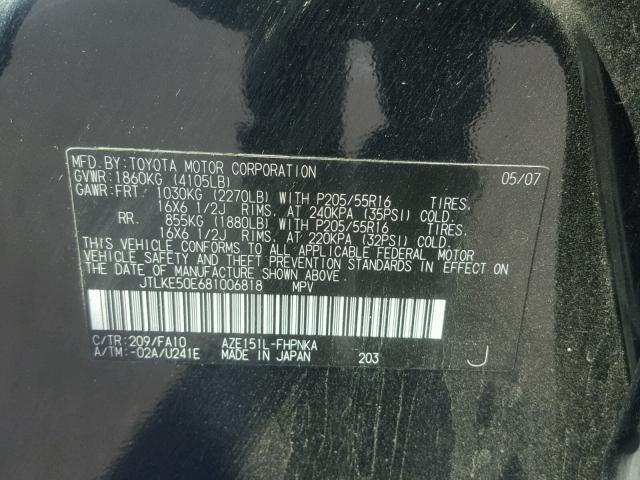 MFD.BY:TOYOTA MOTOR CORPORATION 05/07
GVWR:1860KG (4105LB)
GAWR:FRT. 1030KG (2270LB) WITH P205/55R16 TIRES,
16X6 1/2J RIMS, AT 240KPA (35PSI) COLD.
RR. 855KG (1880LB) WITH P205/55R16 TIRES,
16X6 1/2J RIMS, AT 220KPA (32PSI) COLD.
THIS VEHICLE CONFORMS TO ALL APPLICABLE FEDERAL MOTOR
VEHICLE SAFETY AND THEFT PREVENTION STANDARDS IN EFFECT ON
THE DATE OF MANUFACTURE SHOWN ABOVE.
JTLKE50E681006818 MPV
C/TR:209/FA10 AZE151L-FHPNKA
A/TM:-02A/U241E MADE IN JAPAN 203 J